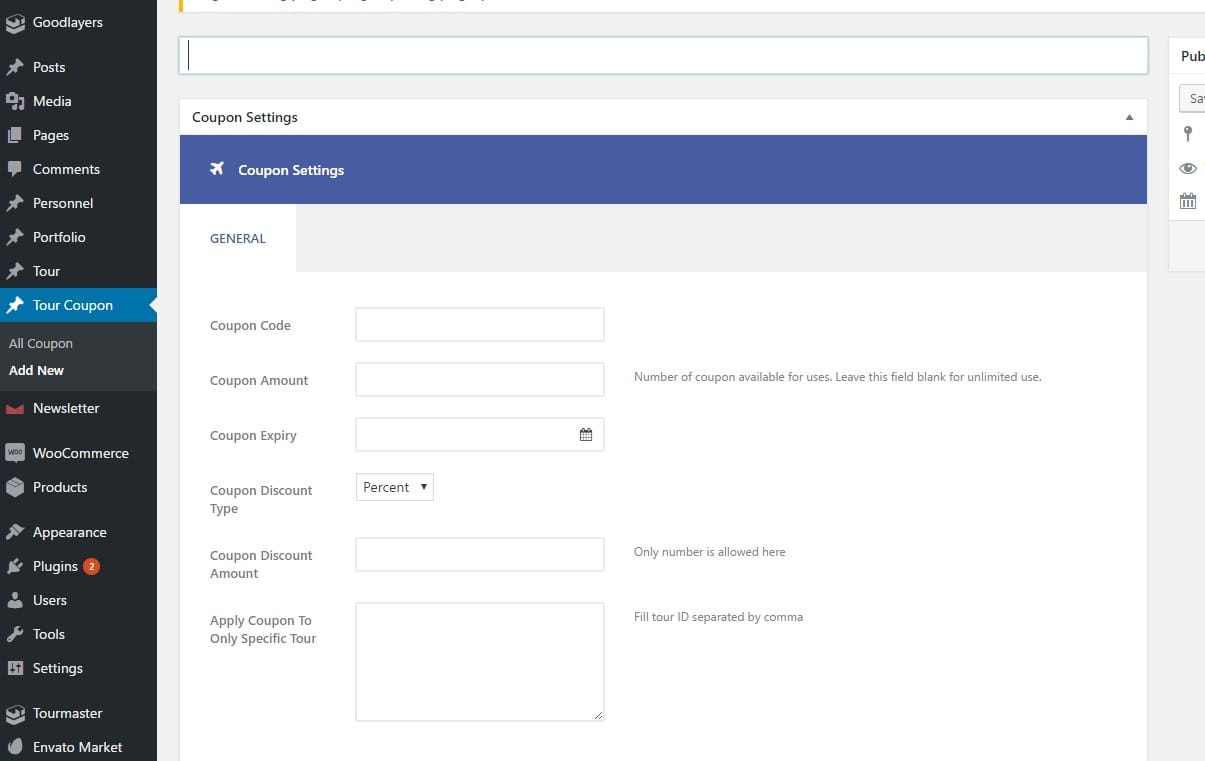 Goodlayers
Posts
Media
Pages
Comments
Personnel
Portfolio
Tour
Tour Coupon
All Coupon
Add New
Newsletter
WOO WooCommerce
Products
Appearance
Plugins 2
Users
Tools
Settings
Tourmaster
Envato Market
Coupon Settings
Coupon Settings
GENERAL
Coupon Code
Coupon Amount
Number of coupon available for uses. Leave this field blank for unlimited use.
Coupon Expiry
Coupon Discount
Type
Percent
Coupon Discount
Amount
Only number is allowed here
Apply Coupon To
Only Specific Tour
Fill tour ID separated by comma
Pub
Sa